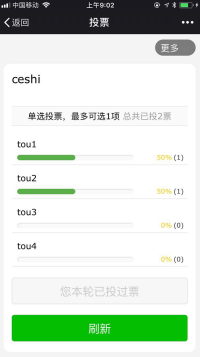 中国移动 上午9:02
返回 投票
更多
ceshi
单选投票，最多可选1项 总共已投2票
tou1
50% (1)
tou2
50% (1)
tou3
0% (0)
tou4
0% (0)
您本轮已投过票
刷新